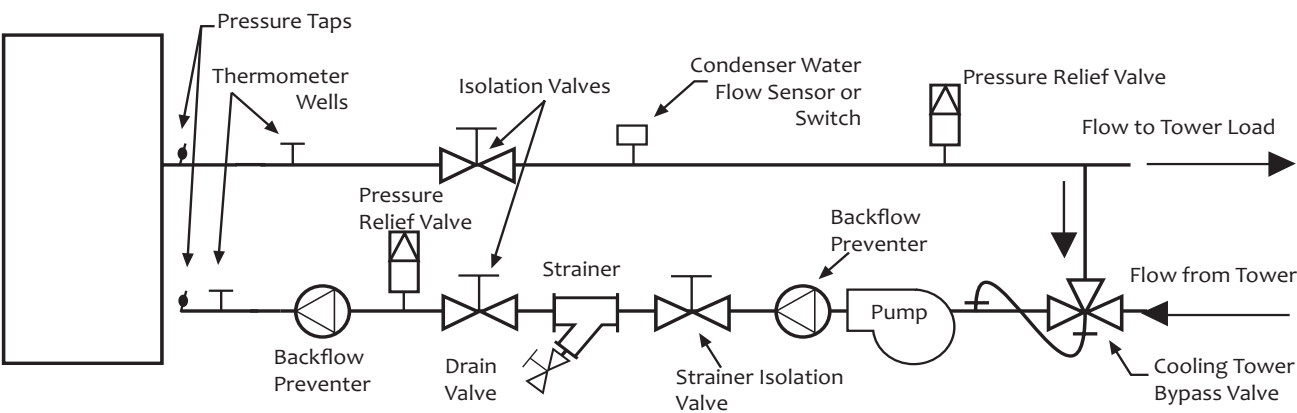 Pressure Taps
Thermometer
Wells
Isolation Valves
Condenser Water
Flow Sensor or
Switch
Pressure Relief Valve
Flow to Tower Load
Pressure
Relief Valve
Backflow
Preventer
Strainer
Flow from Tower
Pump
Backflow
Preventer
Drain
Valve
Strainer Isolation
Valve
Cooling Tower
Bypass Valve